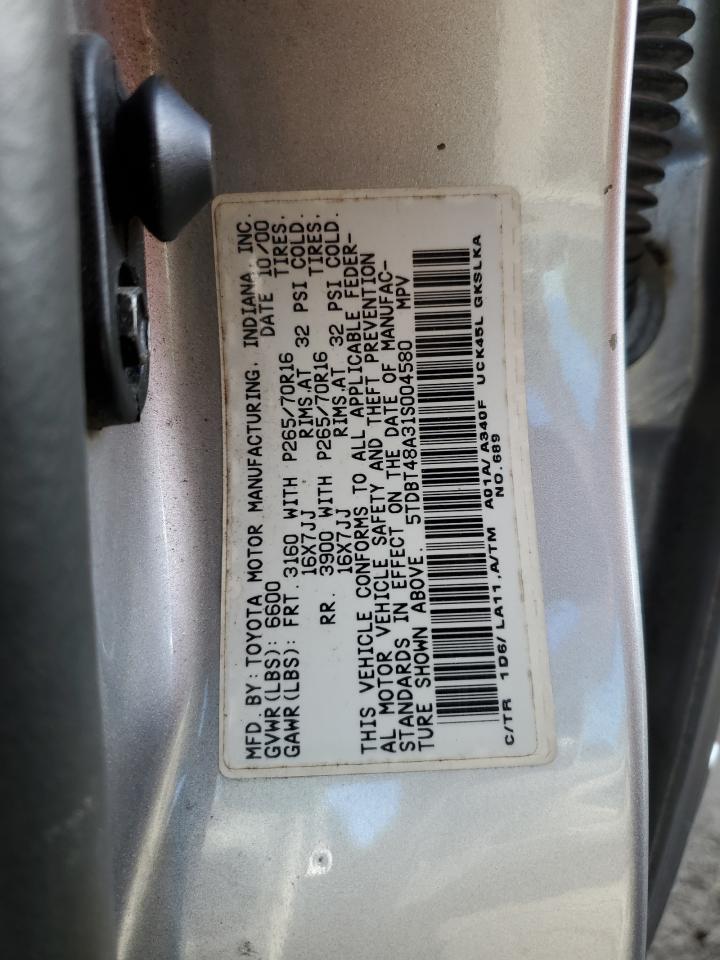 MFD. BY: TOYOTA MOTOR MANUFACTURING, INDIANA, INC.
GVWR(LBS): 6600 DATE 10/00
GAWR(LBS): FRT. 3160 WITH P265/70R16 TIRES,
16X7JJ RIMS,AT 32 PSI COLD.
RR. 3900 WITH P265/70R16 TIRES,
16X7JJ RIMS,AT 32 PSI COLD.
THIS VEHICLE CONFORMS TO ALL APPLICABLE FEDER-
AL MOTOR VEHICLE SAFETY AND THEFT PREVENTION
STANDARDS IN EFFECT ON THE DATE OF MANUFAC-
TURE SHOWN ABOVE. 5TDBT48A31S004580 MPV
C/TR 1D6/LA11,A/TM A01A/A340F UCK45L GKSLKA
NO.689